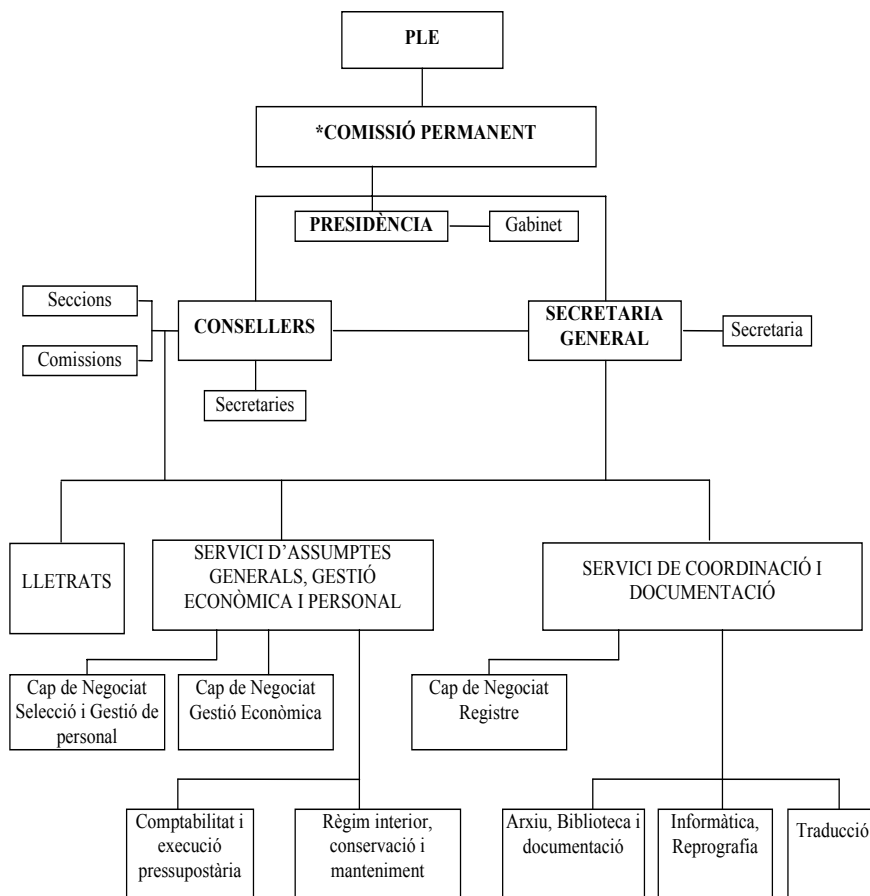 PLE
*COMISSIÓ PERMANENT
PRESIDÈNCIA
Gabinet
Seccions
Comissions
CONSELLERS
SECRETARIA
GENERAL
Secretaria
Secretaries
LLETRATS
SERVICI D’ASSUMPTES
GENERALS, GESTIÓ
ECONÒMICA I PERSONAL
SERVICI DE COORDINACIÓ I
DOCUMENTACIÓ
Cap de Negociat
Selecció i Gestió de
personal
Cap de Negociat
Gestió Econòmica
Cap de Negociat
Registre
Comptabilitat i
execució
pressupostària
Règim interior,
conservació i
manteniment
Arxiu, Biblioteca i
documentació
Informàtica,
Reprografia
Traducció